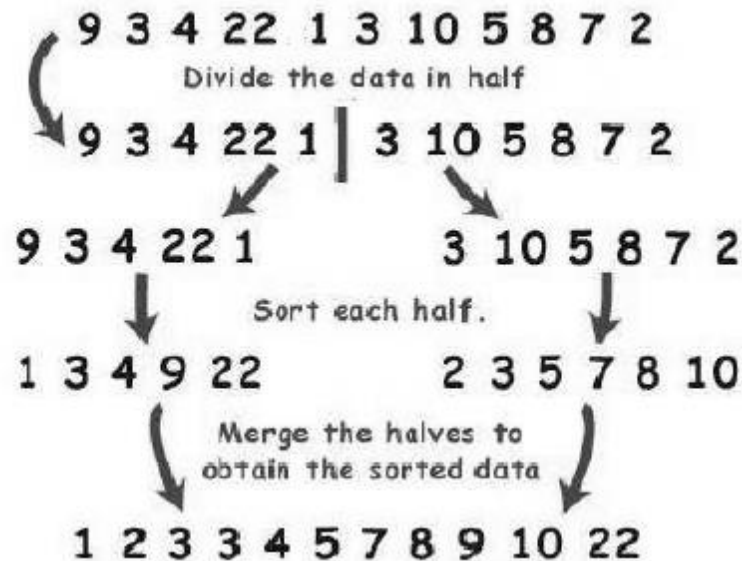 9 3 4 22 1 3 10 5 8 7 2
Divide the data in half
9 3 4 22 1 | 3 10 5 8 7 2
9 3 4 22 1 3 10 5 8 7 2
Sort each half.
1 3 4 9 22 2 3 5 7 8 10
Merge the halves to
obtain the sorted data
1 2 3 3 4 5 7 8 9 10 22